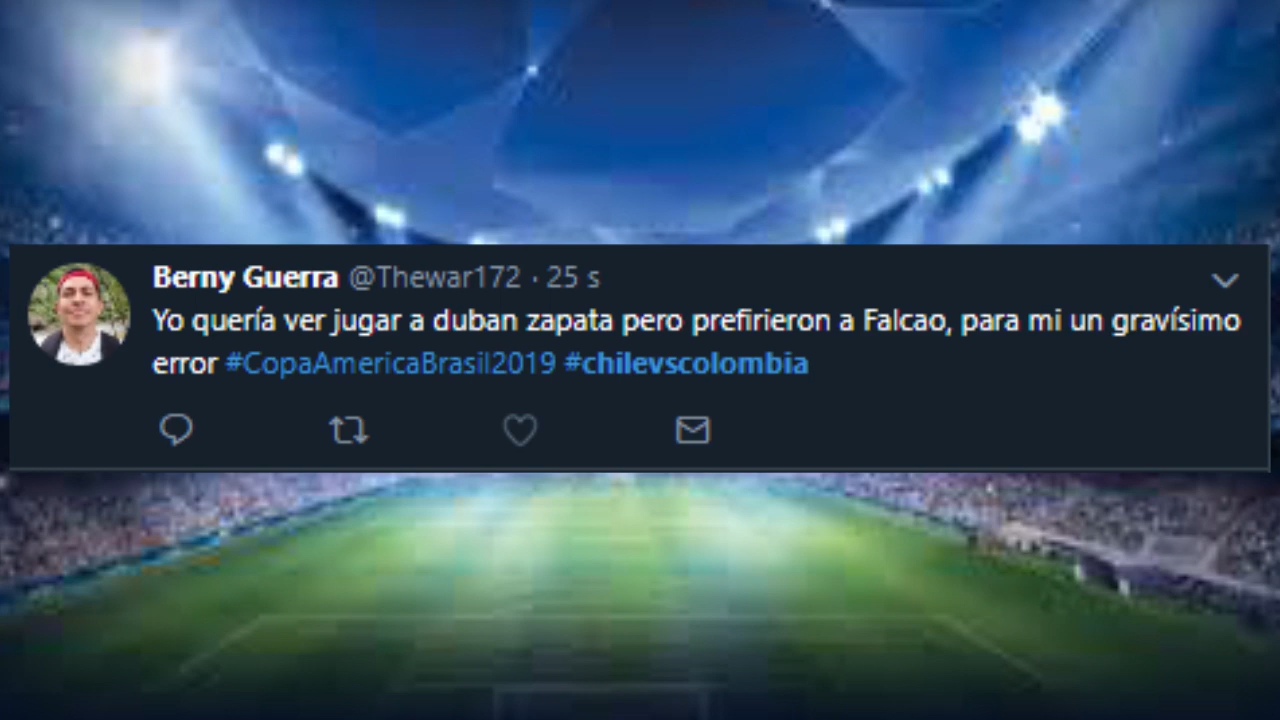 Berny Guerra @Thewar172 · 25 s
Yo quería ver jugar a duban zapata pero prefirieron a Falcao, para mi un gravísimo
error #CopaAmericaBrasil2019 #chilevscolombia